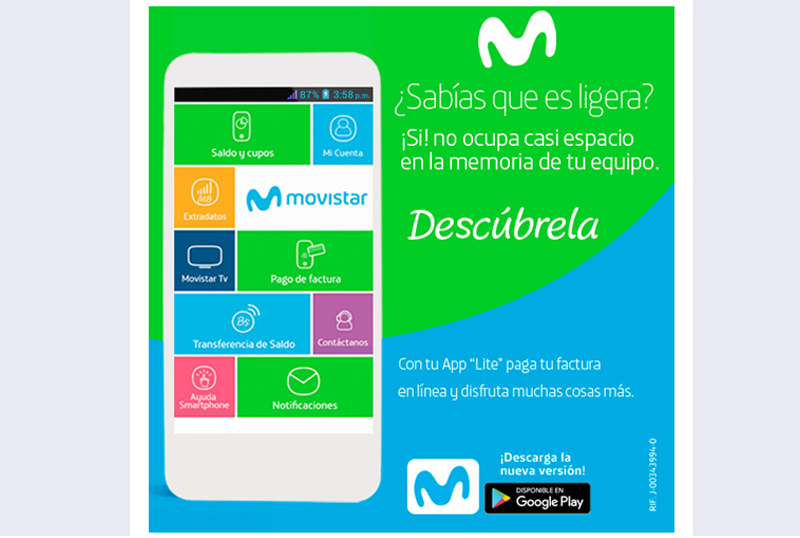 87% 3:58 p.m.
Saldo y cupos
Mi Cuenta
MB
Extradatos
movistar
Movistar Tv
Pago de factura
Bs
Transferencia de Saldo
Contáctanos
Ayuda
Smartphone
Notificaciones
¿Sabías que es ligera?
¡Si! no ocupa casi espacio
en la memoria de tu equipo.
Descúbrela
Con tu App “Lite” paga tu factura
en línea y disfruta muchas cosas más.
¡Descarga la
nueva versión!
DISPONIBLE EN
Google Play
RIF. J-00343994-0